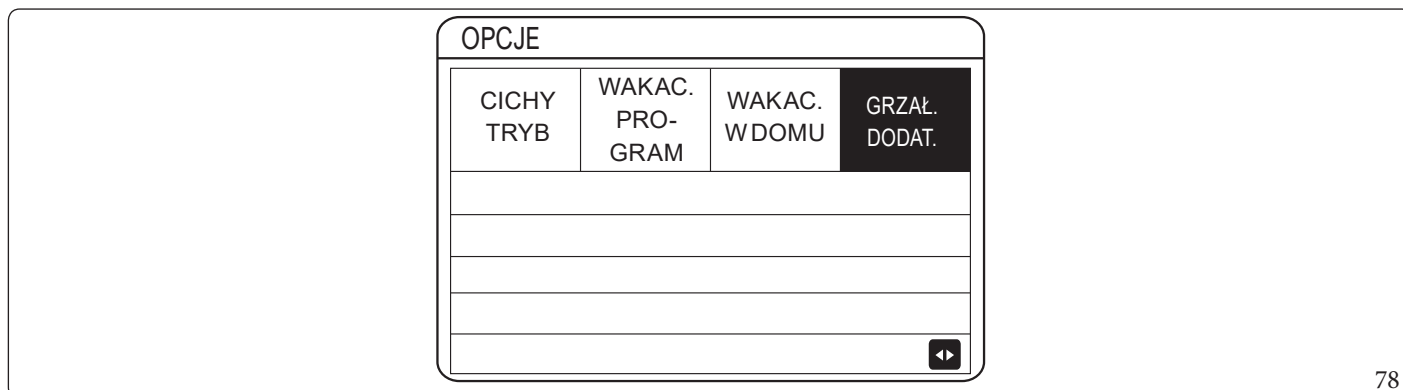 OPCJE
CICHY
TRYB
WAKAC.
PRO-
GRAM
WAKAC.
W DOMU
GRZAŁ.
DODAT.
78